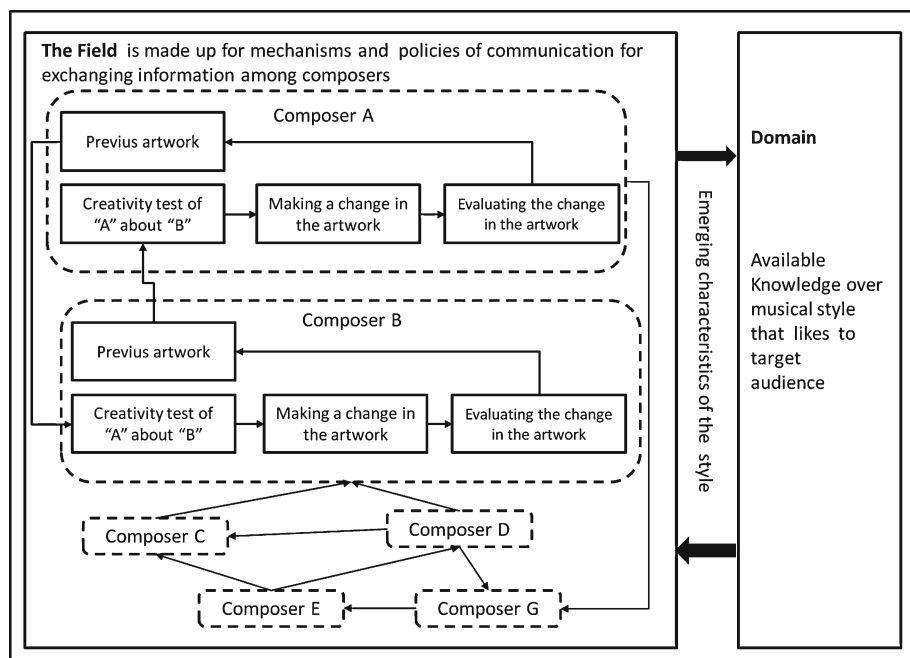 The Field is made up for mechanisms and policies of communication for
exchanging information among composers
Composer A
Previus artwork
Creativity test of
“A” about “B”
Making a change in
the artwork
Evaluating the change
in the artwork
Composer B
Previus artwork
Creativity test of
“A” about “B”
Making a change in
the artwork
Evaluating the change
in the artwork
Composer C
Composer D
Composer E
Composer G
Emerging characteristics of the style
Domain
Available
Knowledge over
musical style
that likes to
target
audience